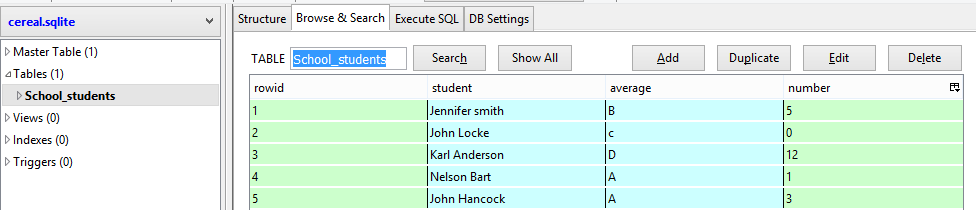 cereal.sqlite
Master Table (1)
Tables (1)
School_students
Views (0)
Indexes (0)
Triggers (0)
Structure Browse & Search Execute SQL DB Settings
TABLE School_students Search Show All Add Duplicate Edit Delete
rowid student average number
1 Jennifer smith B 5
2 John Locke c 0
3 Karl Anderson D 12
4 Nelson Bart A 1
5 John Hancock A 3